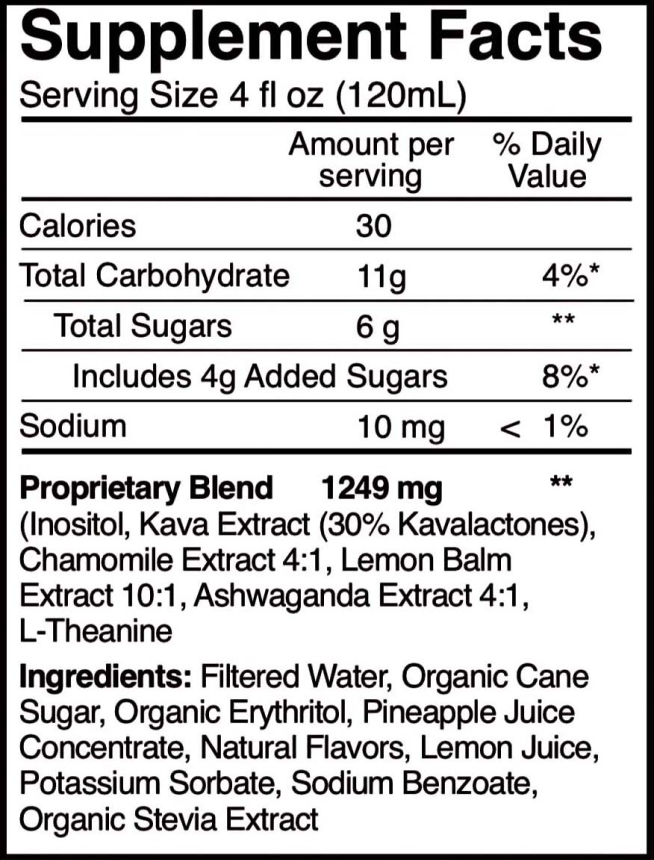 Supplement Facts
Serving Size 4 fl oz (120mL)
Amount per serving % Daily Value
Calories 30
Total Carbohydrate 11g 4%*
Total Sugars 6 g **
Includes 4g Added Sugars 8%*
Sodium 10 mg < 1%
Proprietary Blend 1249 mg **
(Inositol, Kava Extract (30% Kavalactones),
Chamomile Extract 4:1, Lemon Balm
Extract 10:1, Ashwaganda Extract 4:1,
L-Theanine
Ingredients: Filtered Water, Organic Cane
Sugar, Organic Erythritol, Pineapple Juice
Concentrate, Natural Flavors, Lemon Juice,
Potassium Sorbate, Sodium Benzoate,
Organic Stevia Extract